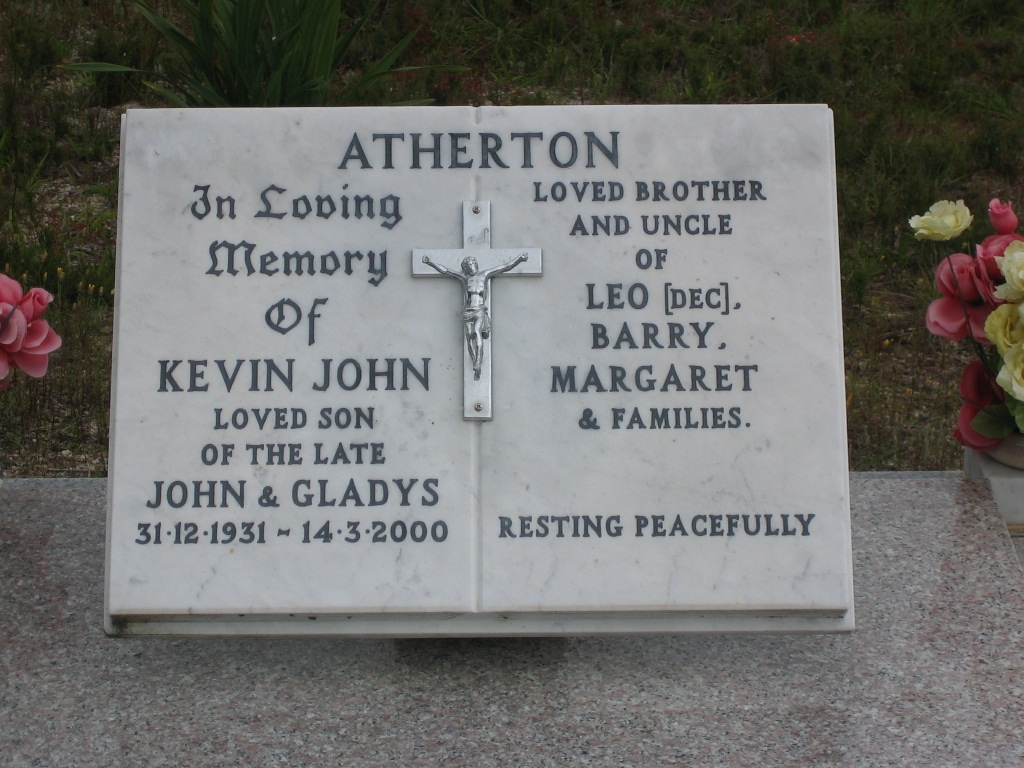 ATHERTON
In Loving
Memory
Of
KEVIN JOHN
LOVED SON
OF THE LATE
JOHN & GLADYS
31·12·1931 ~ 14·3·2000
LOVED BROTHER
AND UNCLE
OF
LEO [DEC],
BARRY,
MARGARET
& FAMILIES.
RESTING PEACEFULLY